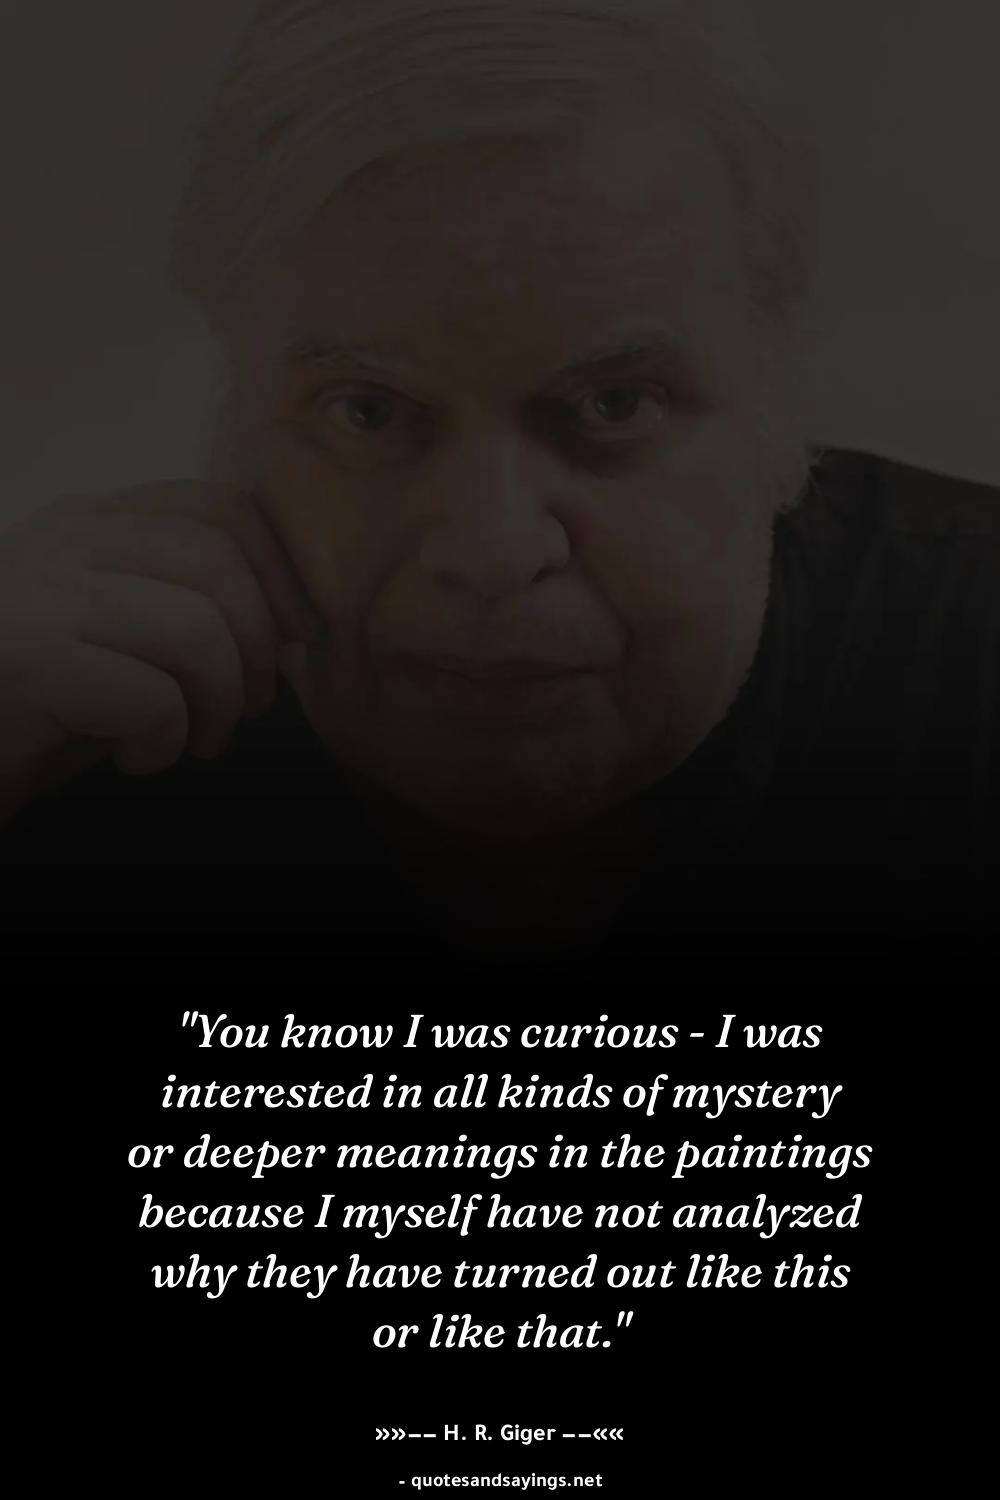 "You know I was curious - I was
interested in all kinds of mystery
or deeper meanings in the paintings
because I myself have not analyzed
why they have turned out like this
or like that."
»»−− H. R. Giger −−««
- quotesandsayings.net